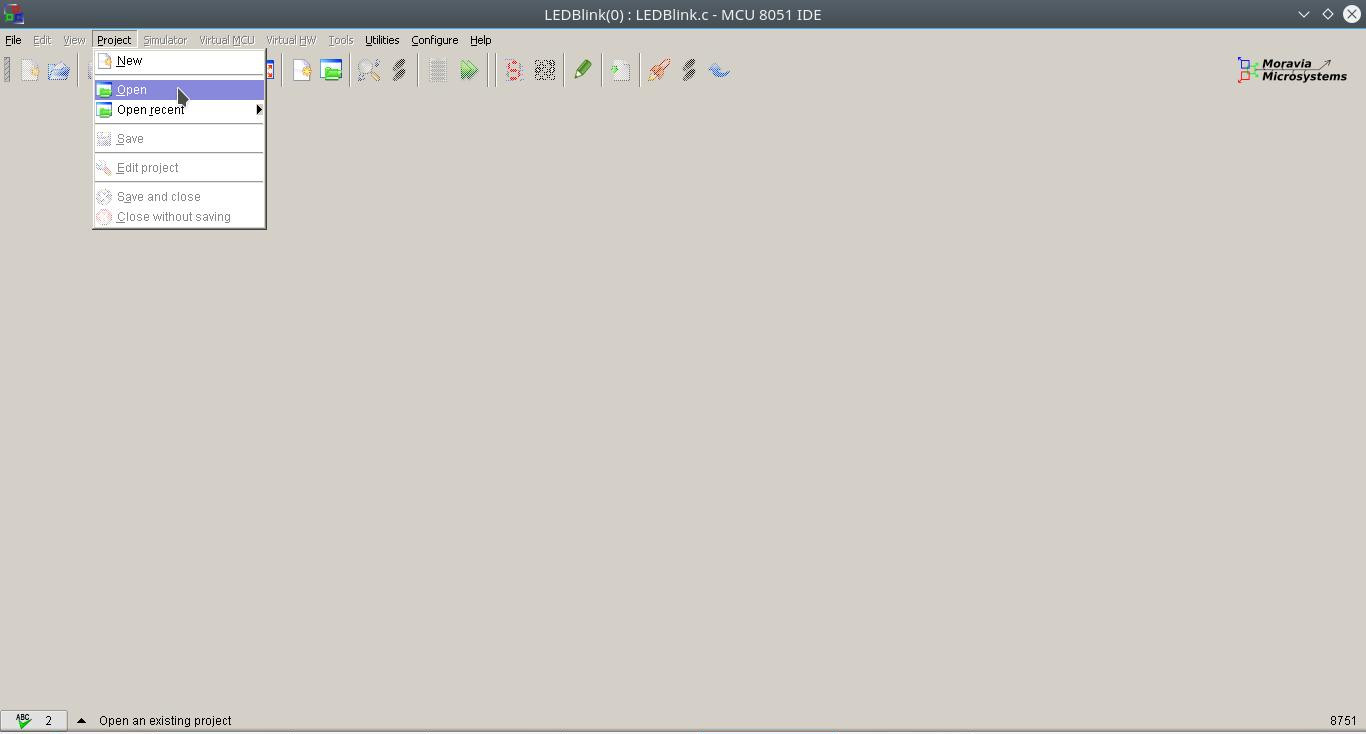 LEDBlink(0) : LEDBlink.c - MCU 8051 IDE
File Edit View Project Simulator Virtual MCU Virtual HW Tools Utilities Configure Help
New
Open
Open recent
Save
Edit project
Save and close
Close without saving
Moravia
Microsystems
ABC 2 Open an existing project 8751